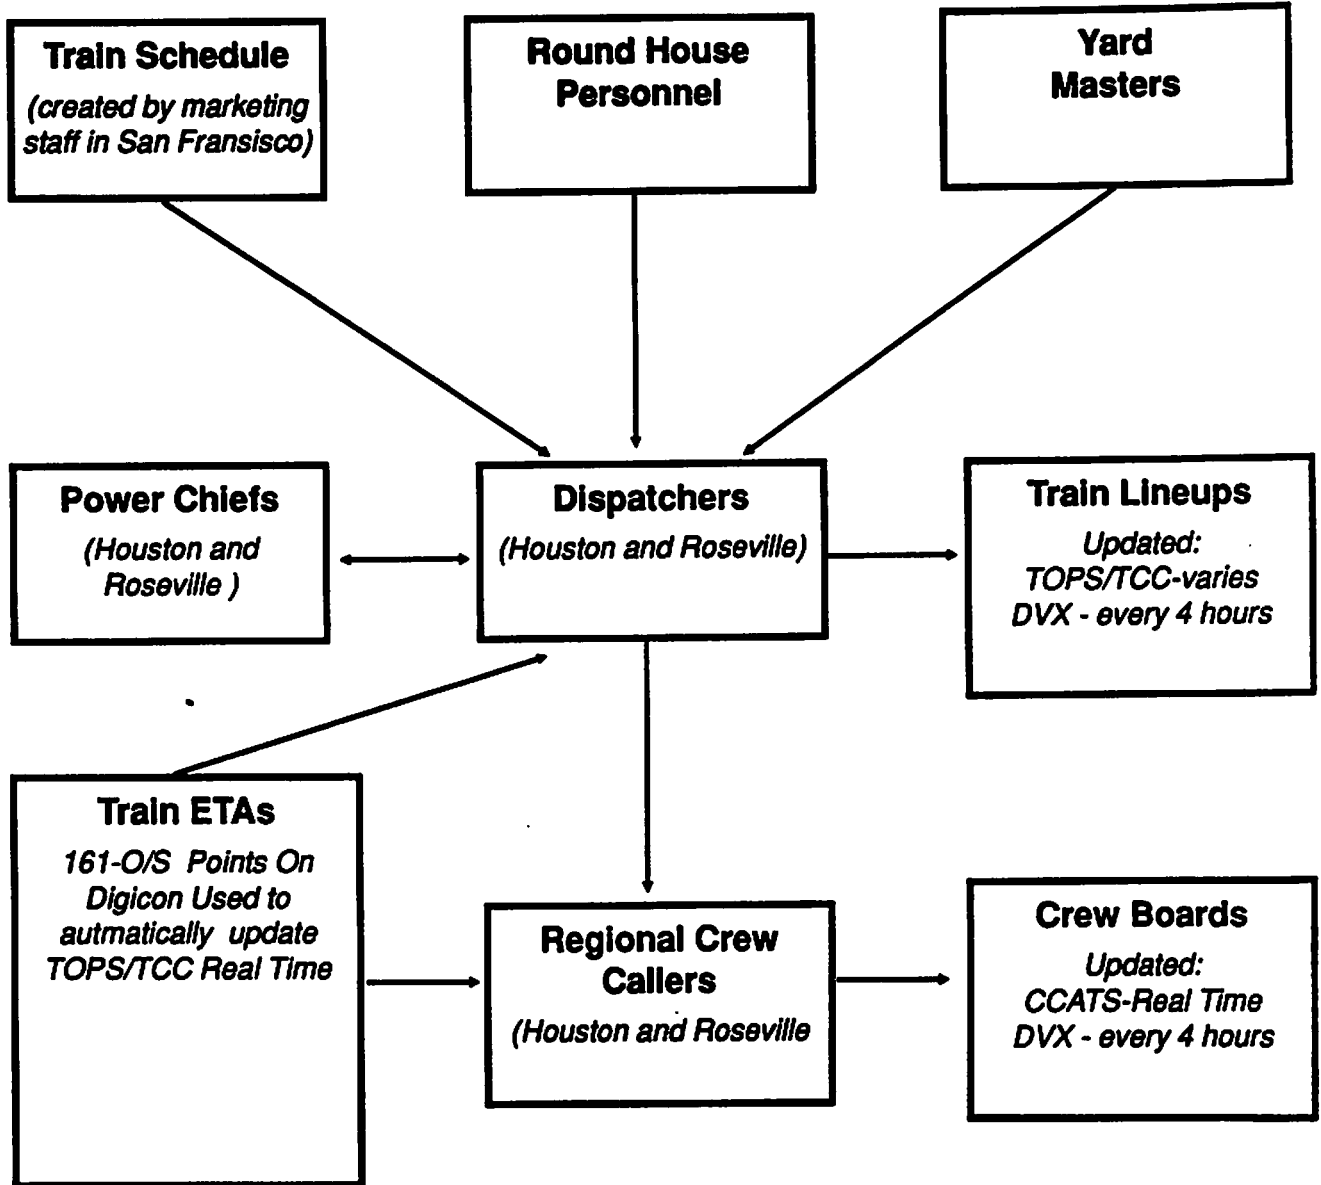 Train Schedule
(created by marketing
staff in San Fransisco)
Round House
Personnel
Yard
Masters
Power Chiefs
(Houston and
Roseville )
Dispatchers
(Houston and Roseville)
Train Lineups
Updated:
TOPS/TCC-varies
DVX - every 4 hours
Train ETAs
161-O/S Points On
Digicon Used to
autmatically update
TOPS/TCC Real Time
Regional Crew
Callers
(Houston and Roseville
Crew Boards
Updated:
CCATS-Real Time
DVX - every 4 hours